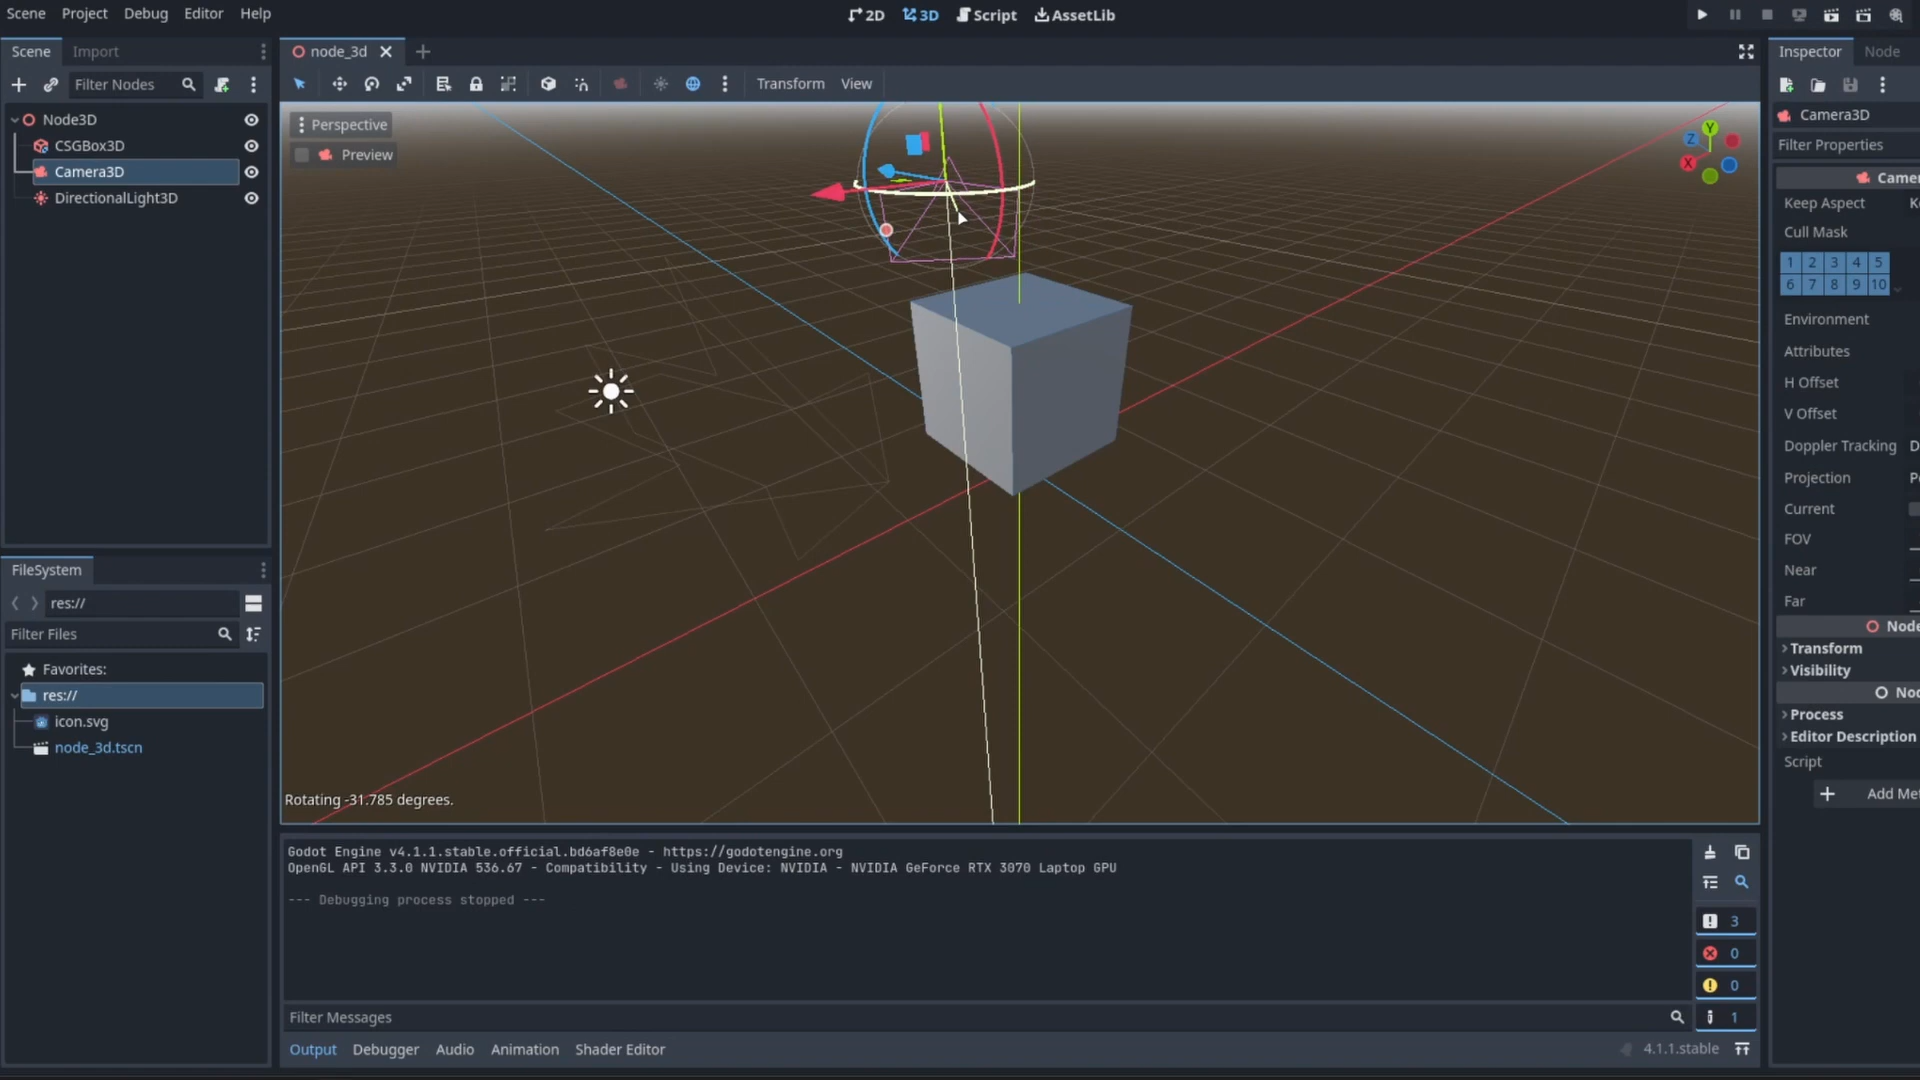 Scene Project Debug Editor Help
2D 3D Script AssetLib
Scene Import
node_3d
Inspector Node
Filter Nodes
Transform View
Node3D
CSGBox3D
Camera3D
DirectionalLight3D
Perspective
Preview
Y
Z
X
Camera3D
Filter Properties
Camer
Keep Aspect
Cull Mask
1 2 3 4 5
6 7 8 9 10
Environment
Attributes
H Offset
V Offset
Doppler Tracking D
Projection
Current
FOV
Near
Far
Node
Transform
Visibility
Noc
Process
Editor Description
Script
Add Met
FileSystem
res://
Filter Files
Favorites:
res://
icon.svg
node_3d.tscn
Rotating -31.785 degrees.
Godot Engine v4.1.1.stable.official.bd6af8e0e - https://godotengine.org
OpenGL API 3.3.0 NVIDIA 536.67 - Compatibility - Using Device: NVIDIA - NVIDIA GeForce RTX 3070 Laptop GPU
--- Debugging process stopped ---
3
0
0
1
Filter Messages
Output Debugger Audio Animation Shader Editor
4.1.1.stable